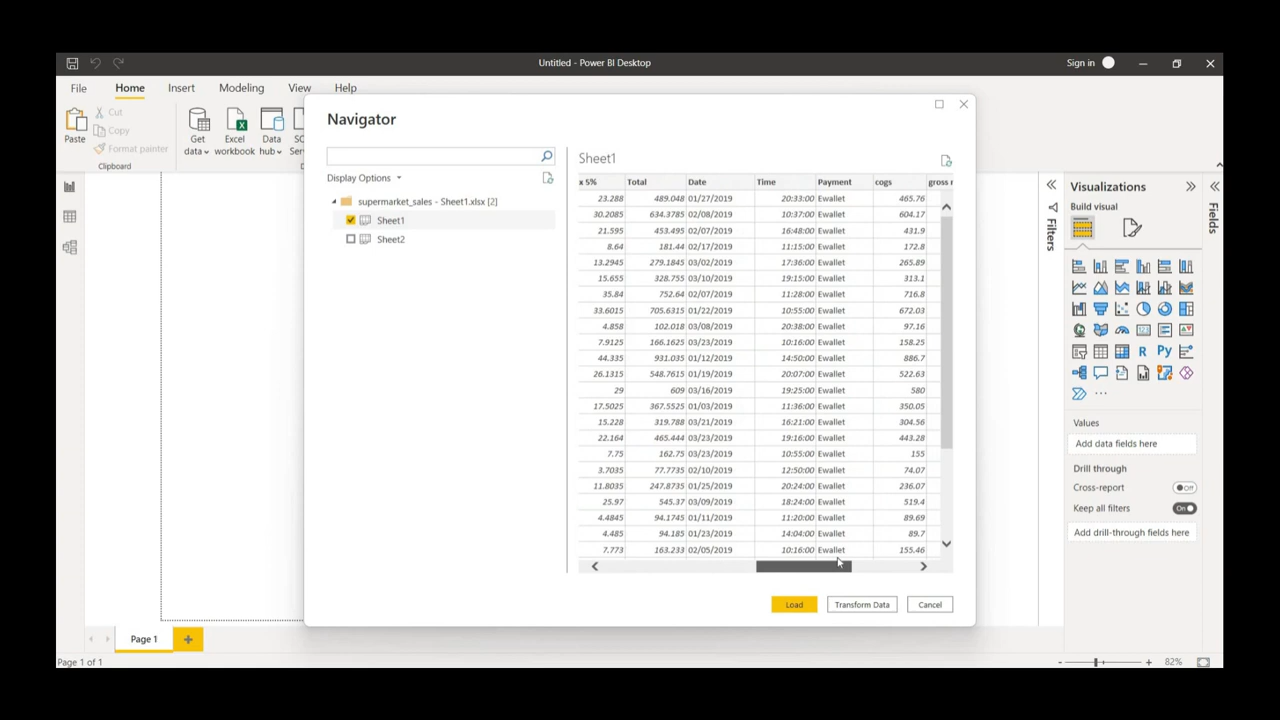 Untitled - Power BI Desktop
Sign in
File Home Insert Modeling View Help
Paste
Cut
Copy
Format painter
Clipboard
Get data
Excel workbook
Data hub
Navigator
Display Options
supermarket_sales - Sheet1.xlsx [2]
Sheet1
Sheet2
Sheet1
x 5% Total Date Time Payment cogs gross
23.288 489.048 01/27/2019 20:33:00 Ewallet 465.76
30.2085 634.3785 02/08/2019 10:37:00 Ewallet 604.17
21.595 453.495 02/07/2019 16:48:00 Ewallet 431.9
8.64 181.44 02/17/2019 11:15:00 Ewallet 172.8
13.2945 279.1845 03/02/2019 17:36:00 Ewallet 265.89
15.655 328.755 03/10/2019 19:15:00 Ewallet 313.1
35.84 752.64 02/07/2019 11:28:00 Ewallet 716.8
33.6015 705.6315 01/22/2019 10:55:00 Ewallet 672.03
4.858 102.018 03/08/2019 20:38:00 Ewallet 97.16
7.9125 166.1625 03/23/2019 10:16:00 Ewallet 158.25
44.335 931.035 01/12/2019 14:50:00 Ewallet 886.7
26.1315 548.7615 01/19/2019 20:07:00 Ewallet 522.63
29 609 03/16/2019 19:25:00 Ewallet 580
17.5025 367.5525 01/03/2019 11:36:00 Ewallet 350.05
15.228 319.788 03/21/2019 16:21:00 Ewallet 304.56
22.164 465.444 03/23/2019 19:16:00 Ewallet 443.28
7.75 162.75 03/23/2019 10:55:00 Ewallet 155
3.7035 77.7735 02/10/2019 12:50:00 Ewallet 74.07
11.8035 247.8735 01/25/2019 20:24:00 Ewallet 236.07
25.97 545.37 03/09/2019 18:24:00 Ewallet 519.4
4.4845 94.1745 01/11/2019 11:20:00 Ewallet 89.69
4.485 94.185 01/23/2019 14:04:00 Ewallet 89.7
7.773 163.233 02/05/2019 10:16:00 Ewallet 155.46
Load Transform Data Cancel
Filters
Visualizations
Build visual
R Py
Values
Add data fields here
Drill through
Cross-report Off
Keep all filters On
Add drill-through fields here
Fields
Page 1
Page 1 of 1
82%